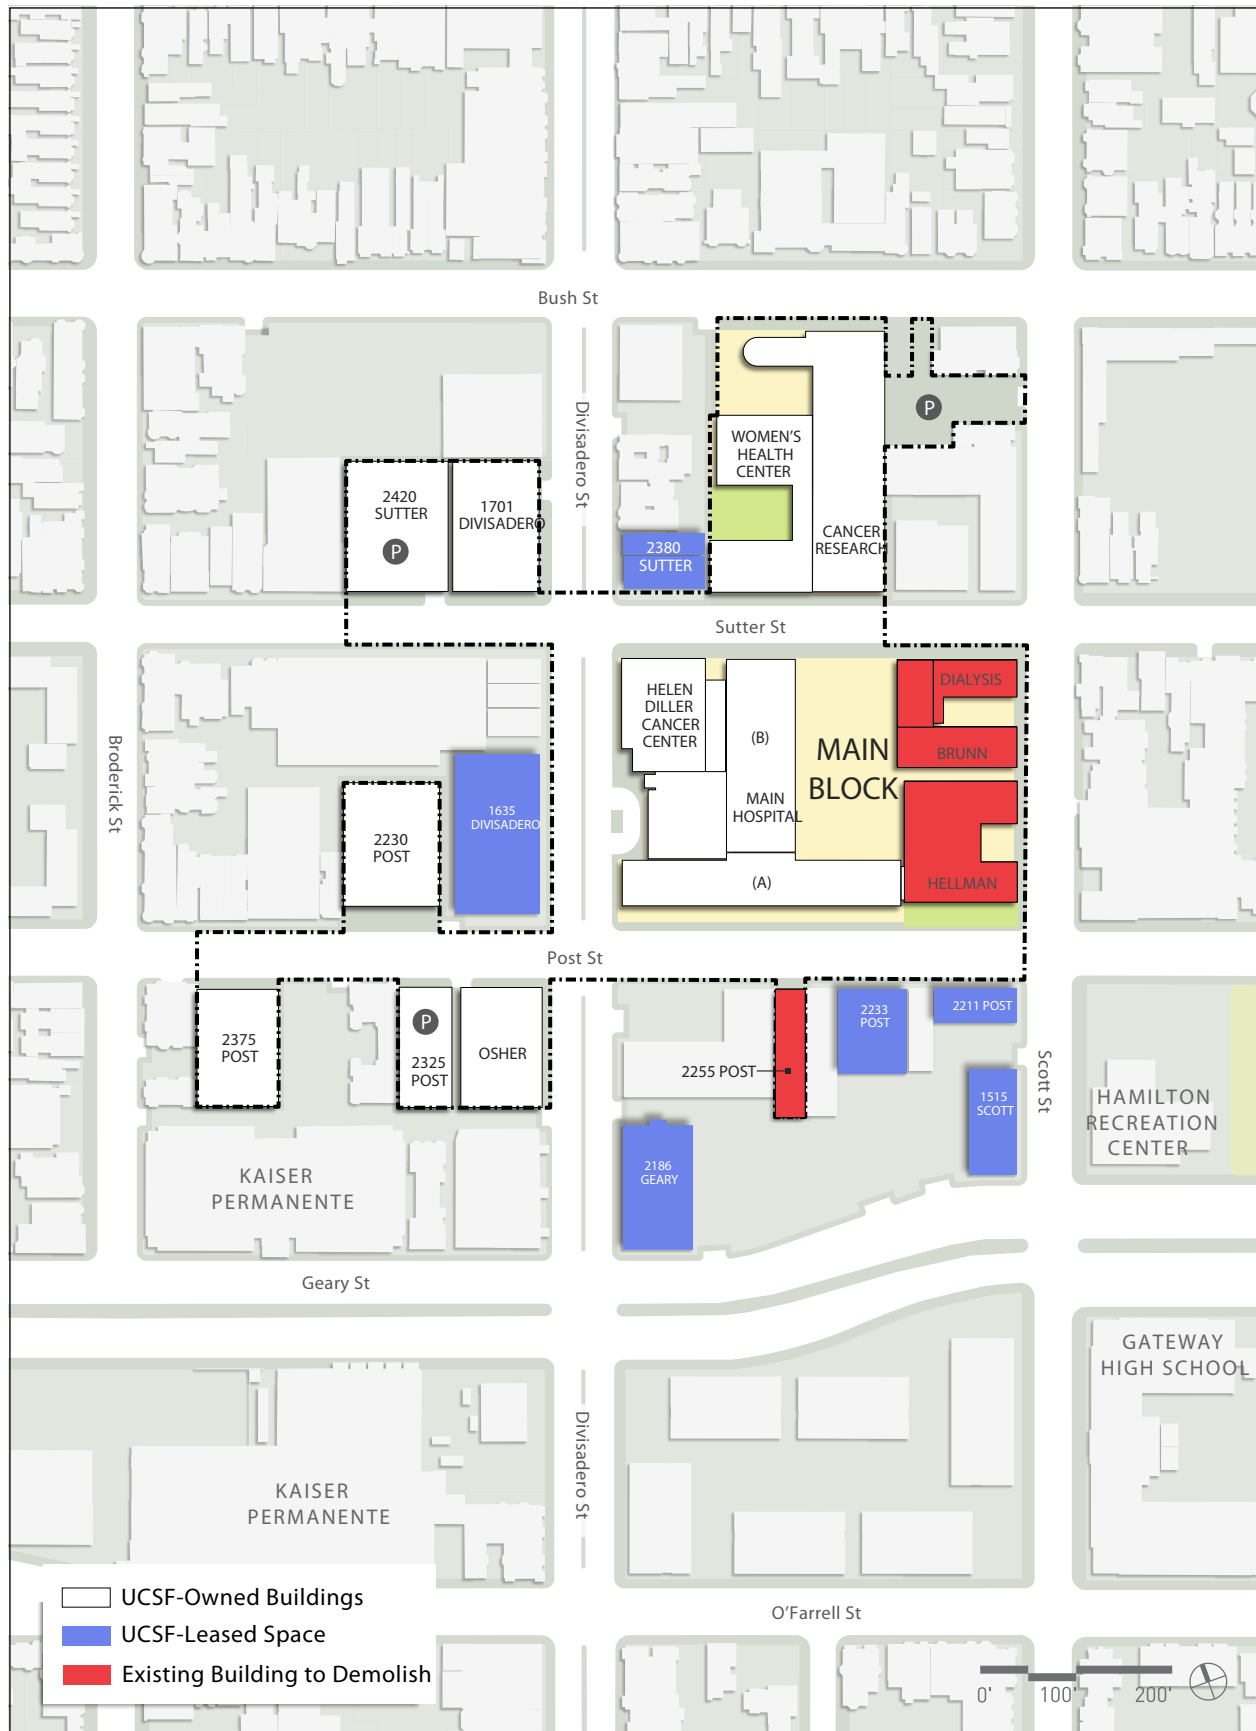 Bush St
Divisadero St
P
WOMEN'S
HEALTH
CENTER
2420
SUTTER
P
1701
DIVISADERO
CANCER
RESEARCH
2380
SUTTER
Sutter St
HELEN
DILLER
CANCER
CENTER
DIALYSIS
(B)
BRUNN
MAIN
BLOCK
Broderick St
MAIN
HOSPITAL
1635
DIVISADERO
2230
POST
(A)
HELLMAN
Post St
2375
POST
P
2325
POST
OSHER
2255 POST
2233
POST
2211 POST
1515
SCOTT
Scott St
HAMILTON
RECREATION
CENTER
2186
GEARY
KAISER
PERMANENTE
Geary St
GATEWAY
HIGH SCHOOL
Divisadero St
KAISER
PERMANENTE
UCSF-Owned Buildings
UCSF-Leased Space
Existing Building to Demolish
O'Farrell St
0' 100' 200'